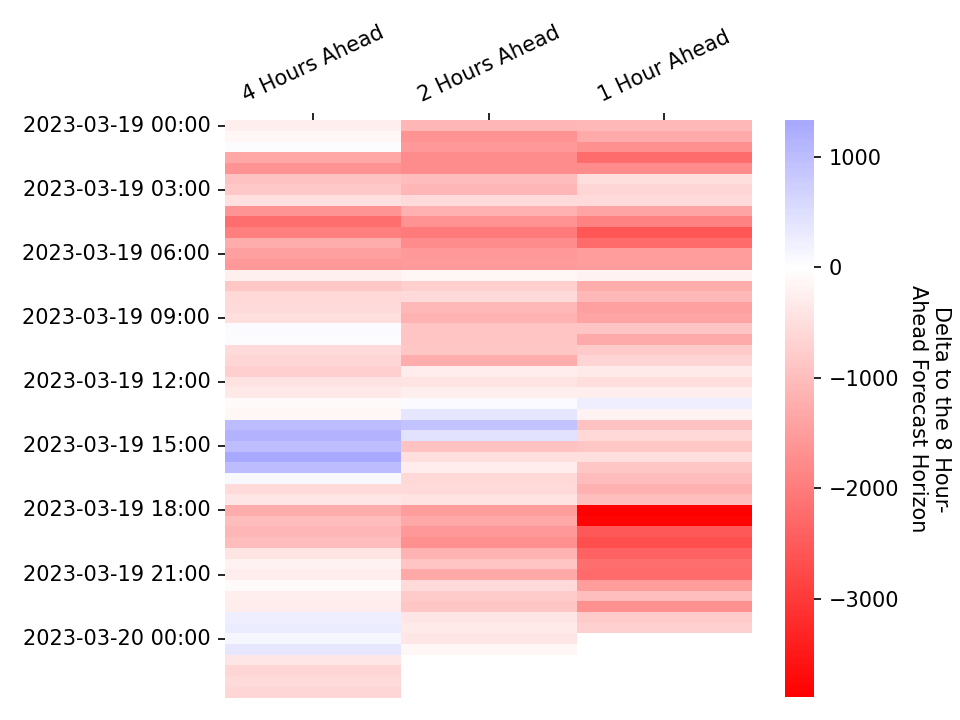 4 Hours Ahead
2 Hours Ahead
1 Hour Ahead
2023-03-19 00:00
2023-03-19 03:00
2023-03-19 06:00
2023-03-19 09:00
2023-03-19 12:00
2023-03-19 15:00
2023-03-19 18:00
2023-03-19 21:00
2023-03-20 00:00
1000
0
−1000
−2000
−3000
Delta to the 8 Hour-
Ahead Forecast Horizon